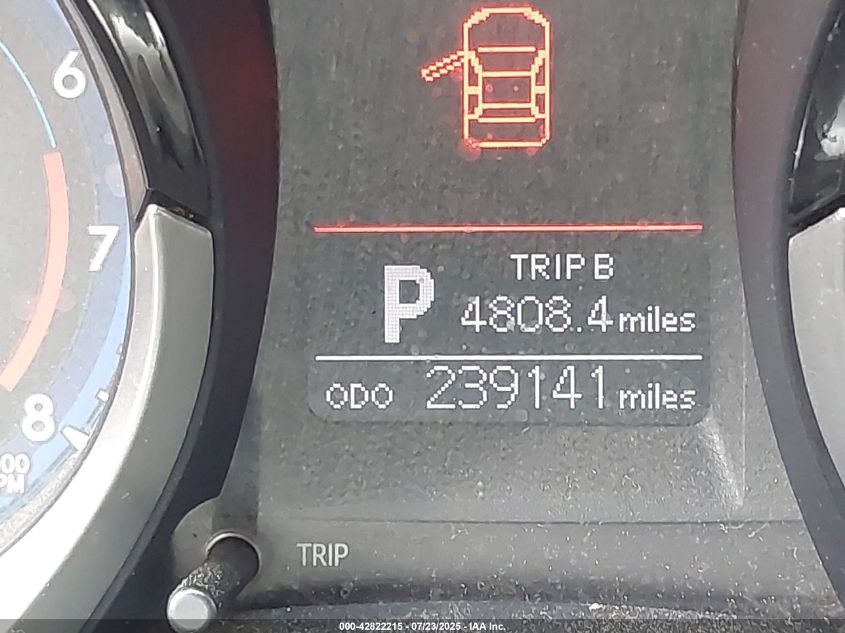 6
7
8
TRIP B
P
4808.4 miles
ODO 239141 miles
TRIP
000-42822215 - 07/23/2025 - IAA Inc.